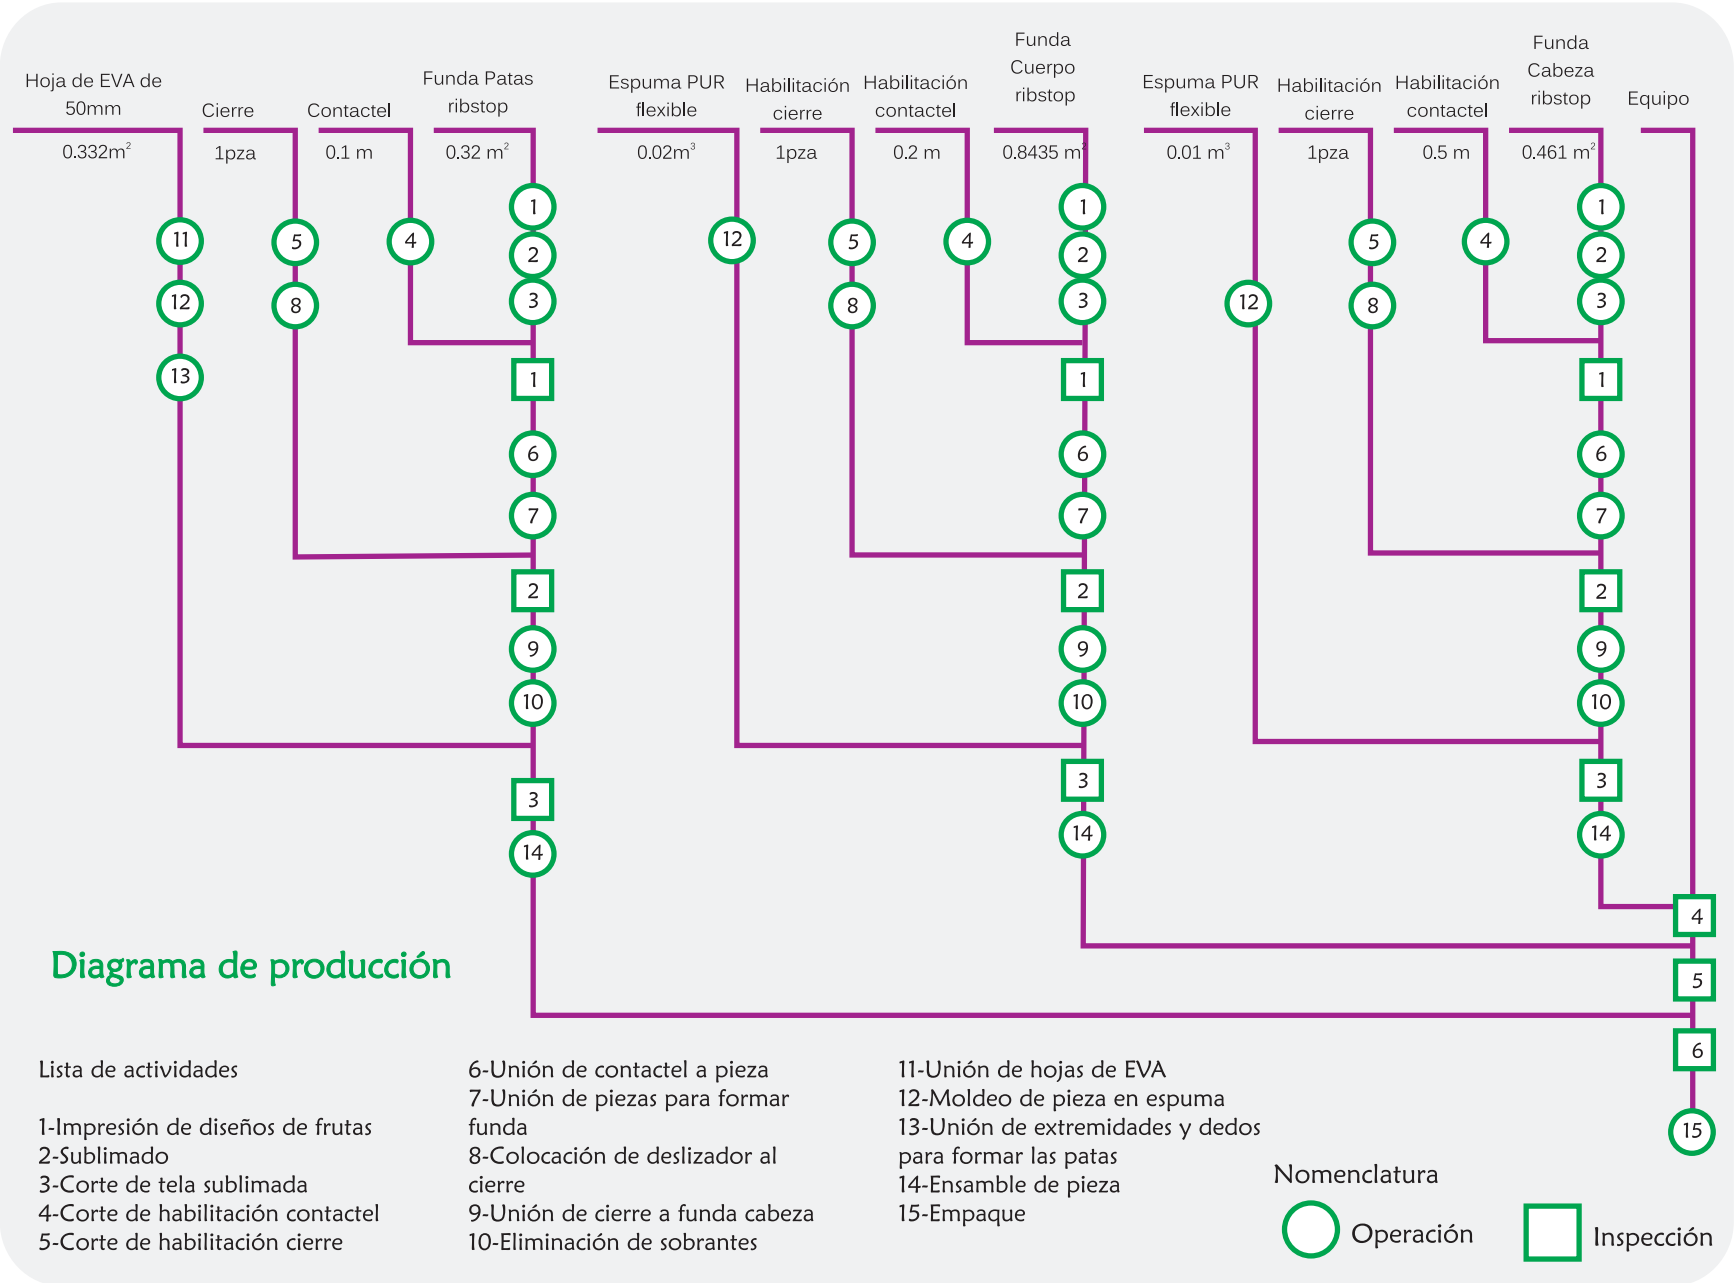 Hoja de EVA de
50mm
0.332m²
Cierre
1pza
Contactel
0.1 m
Funda Patas
ribstop
0.32 m²
Espuma PUR
flexible
0.02m³
Habilitación
cierre
1pza
Habilitación
contactel
0.2 m
Funda
Cuerpo
ribstop
0.8435 m²
Espuma PUR
flexible
0.01 m³
Habilitación
cierre
1pza
Habilitación
contactel
0.5 m
Funda
Cabeza
ribstop
0.461 m²
Equipo
11
12
13
5
8
4
1
2
3
1
6
7
2
9
10
3
14
12
5
8
4
1
2
3
1
6
7
2
9
10
3
14
12
5
8
4
1
2
3
1
6
7
2
9
10
3
14
4
5
6
15
Diagrama de producción
Lista de actividades
1-Impresión de diseños de frutas
2-Sublimado
3-Corte de tela sublimada
4-Corte de habilitación contactel
5-Corte de habilitación cierre
6-Unión de contactel a pieza
7-Unión de piezas para formar
funda
8-Colocación de deslizador al
cierre
9-Unión de cierre a funda cabeza
10-Eliminación de sobrantes
11-Unión de hojas de EVA
12-Moldeo de pieza en espuma
13-Unión de extremidades y dedos
para formar las patas
14-Ensamble de pieza
15-Empaque
Nomenclatura
Operación
Inspección